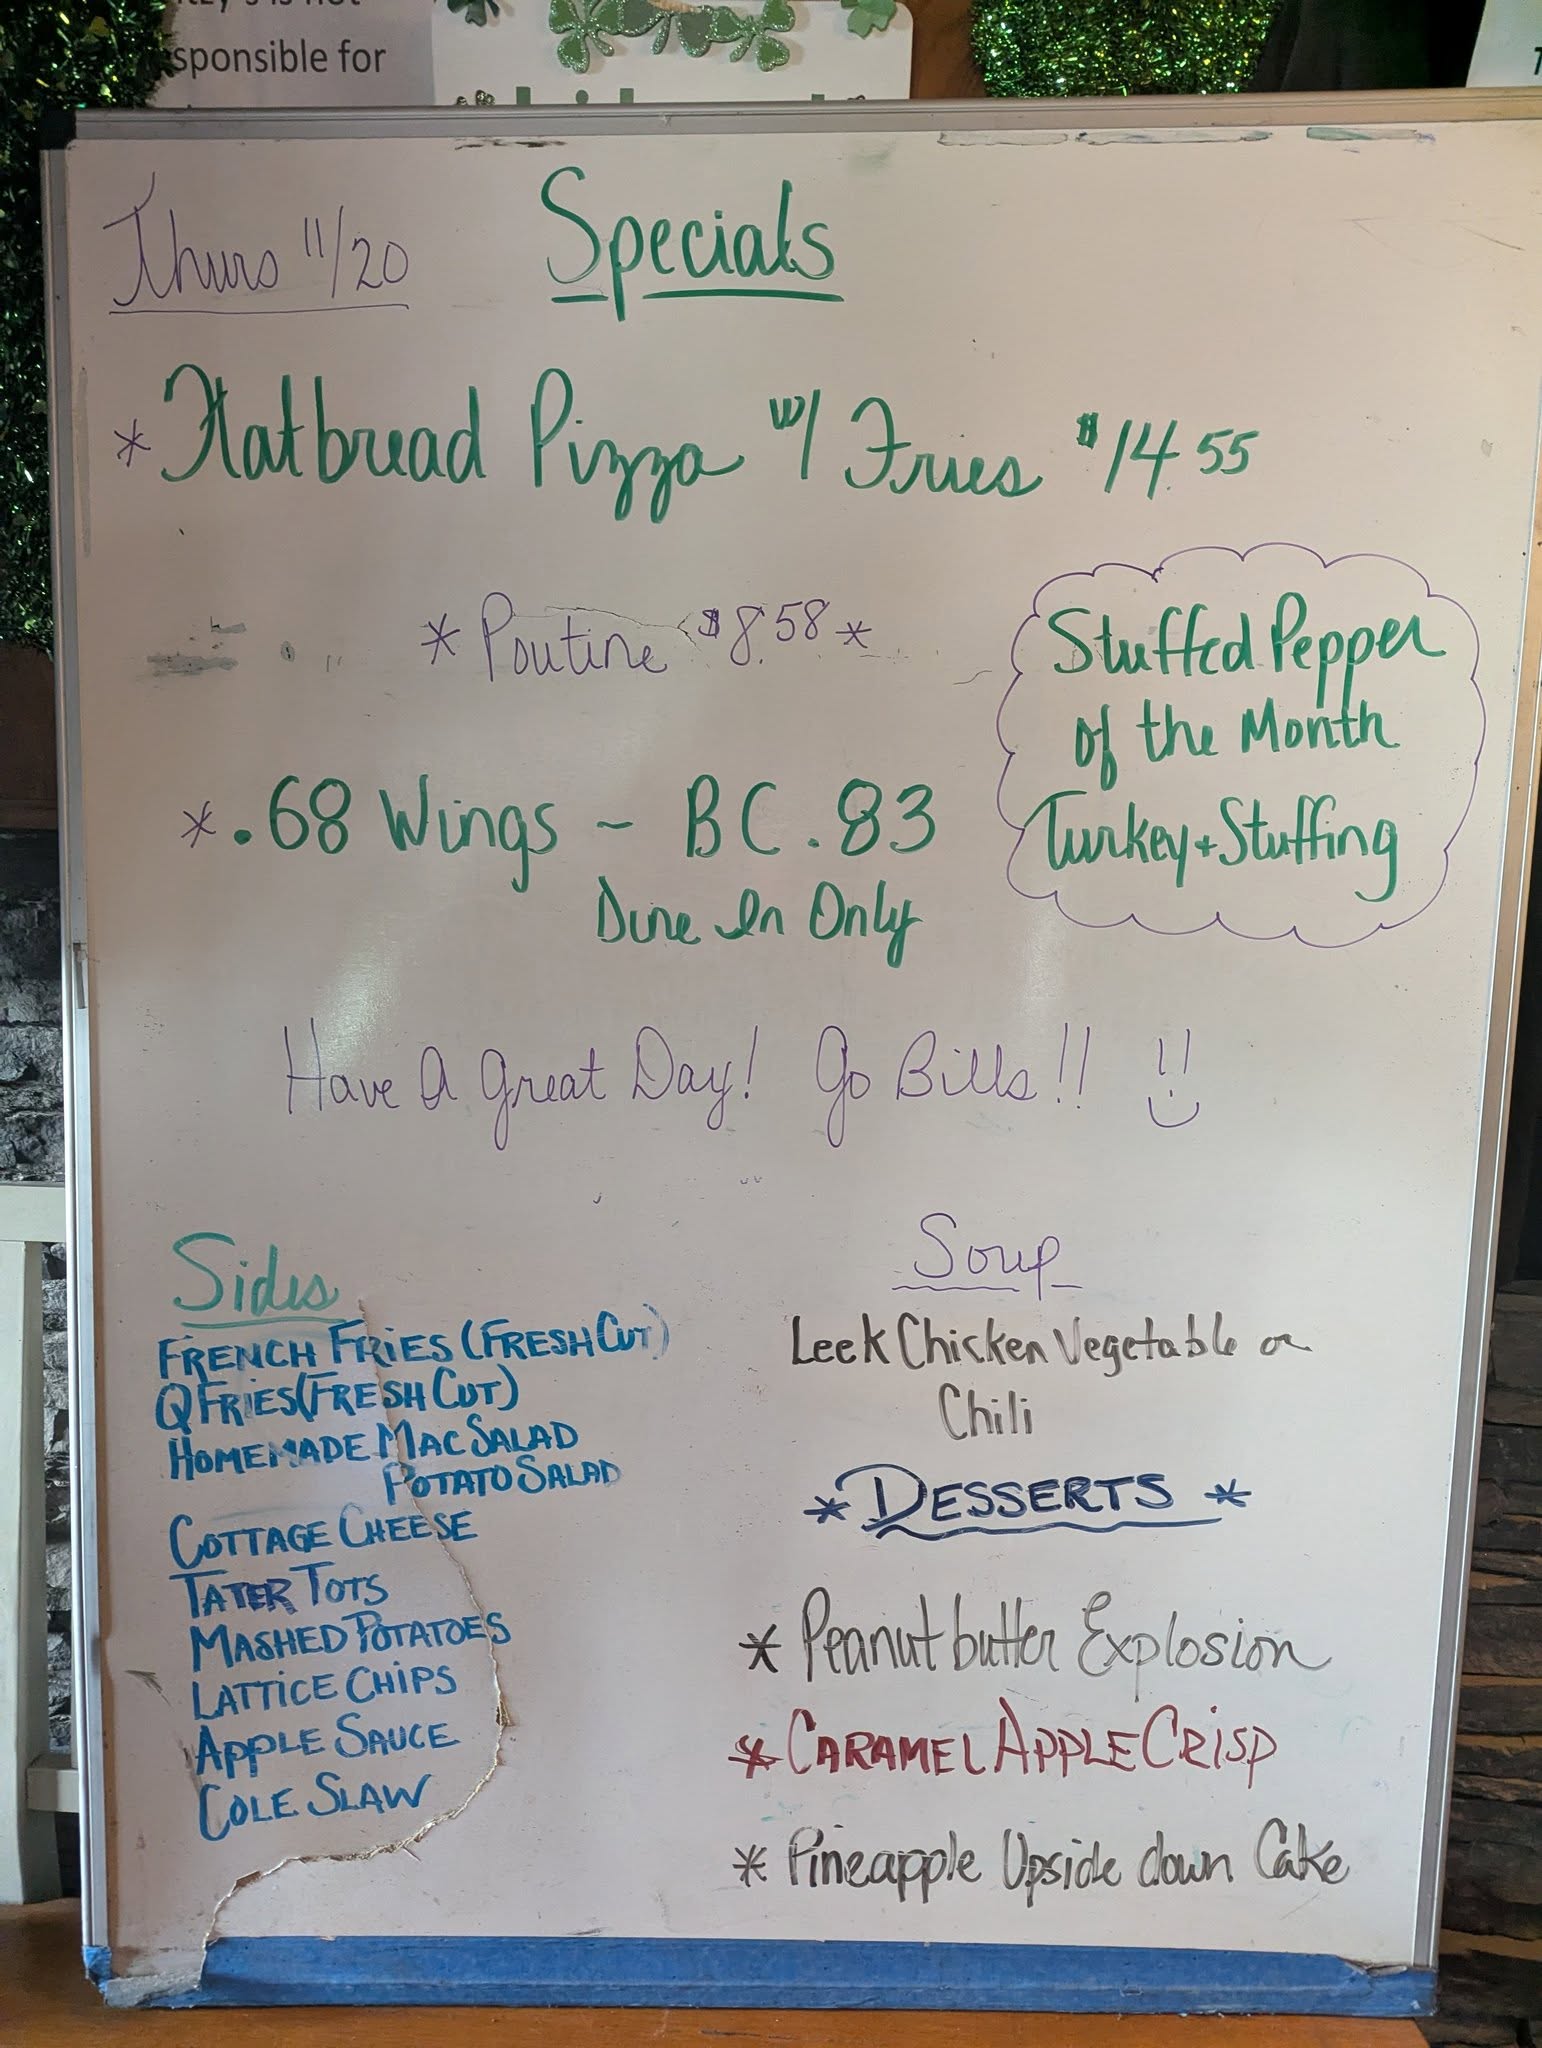 is not
sponsible for
Thurs 11/20
Specials
* Flatbread Pizza w/ Fries $14.55
* Poutine $8.58 *
Stuffed Pepper
of the Month
Turkey + Stuffing
* .68 Wings ~ BC .83
Dine In Only
Have A Great Day! Go Bills!!
Sides
FRENCH FRIES (FRESH CUT)
Q FRIES (FRESH CUT)
HOMEMADE MAC SALAD
POTATO SALAD
COTTAGE CHEESE
TATER TOTS
MASHED POTATOES
LATTICE CHIPS
APPLE SAUCE
COLE SLAW
Soup
Leek Chicken Vegetable or
Chili
* DESSERTS *
* Peanutbutter Explosion
* CARAMEL APPLE CRISP
* Pineapple Upside down Cake